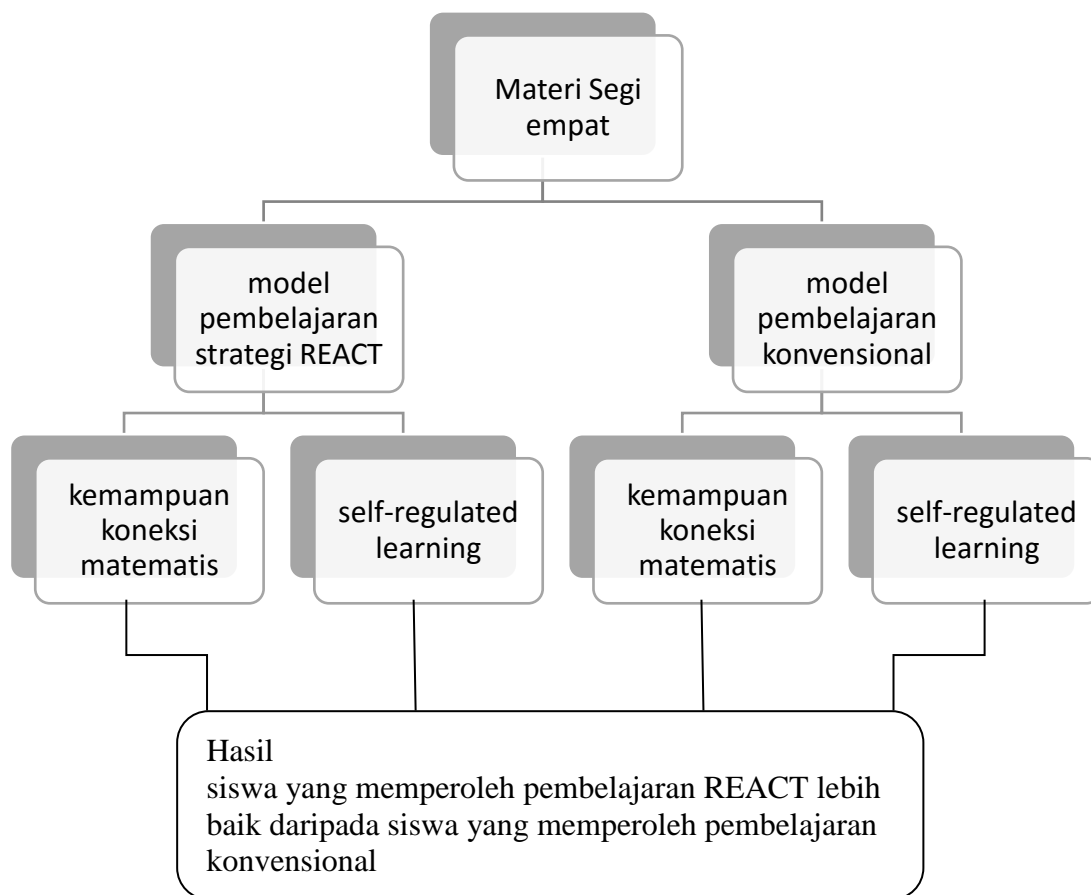 Materi Segi
empat
model
pembelajaran
strategi REACT
model
pembelajaran
konvensional
kemampuan
koneksi
matematis
self-regulated
learning
kemampuan
koneksi
matematis
self-regulated
learning
Hasil
siswa yang memperoleh pembelajaran REACT lebih
baik daripada siswa yang memperoleh pembelajaran
konvensional